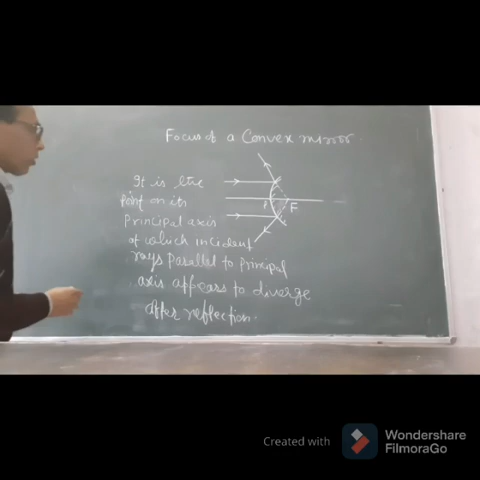 Focus of a Convex mirror.
It is the
point on its
Principal axis
of which incident
rays Parallel to Principal
axis appears to diverge
after reflection.
P
F
Created with
Wondershare
FilmoraGo